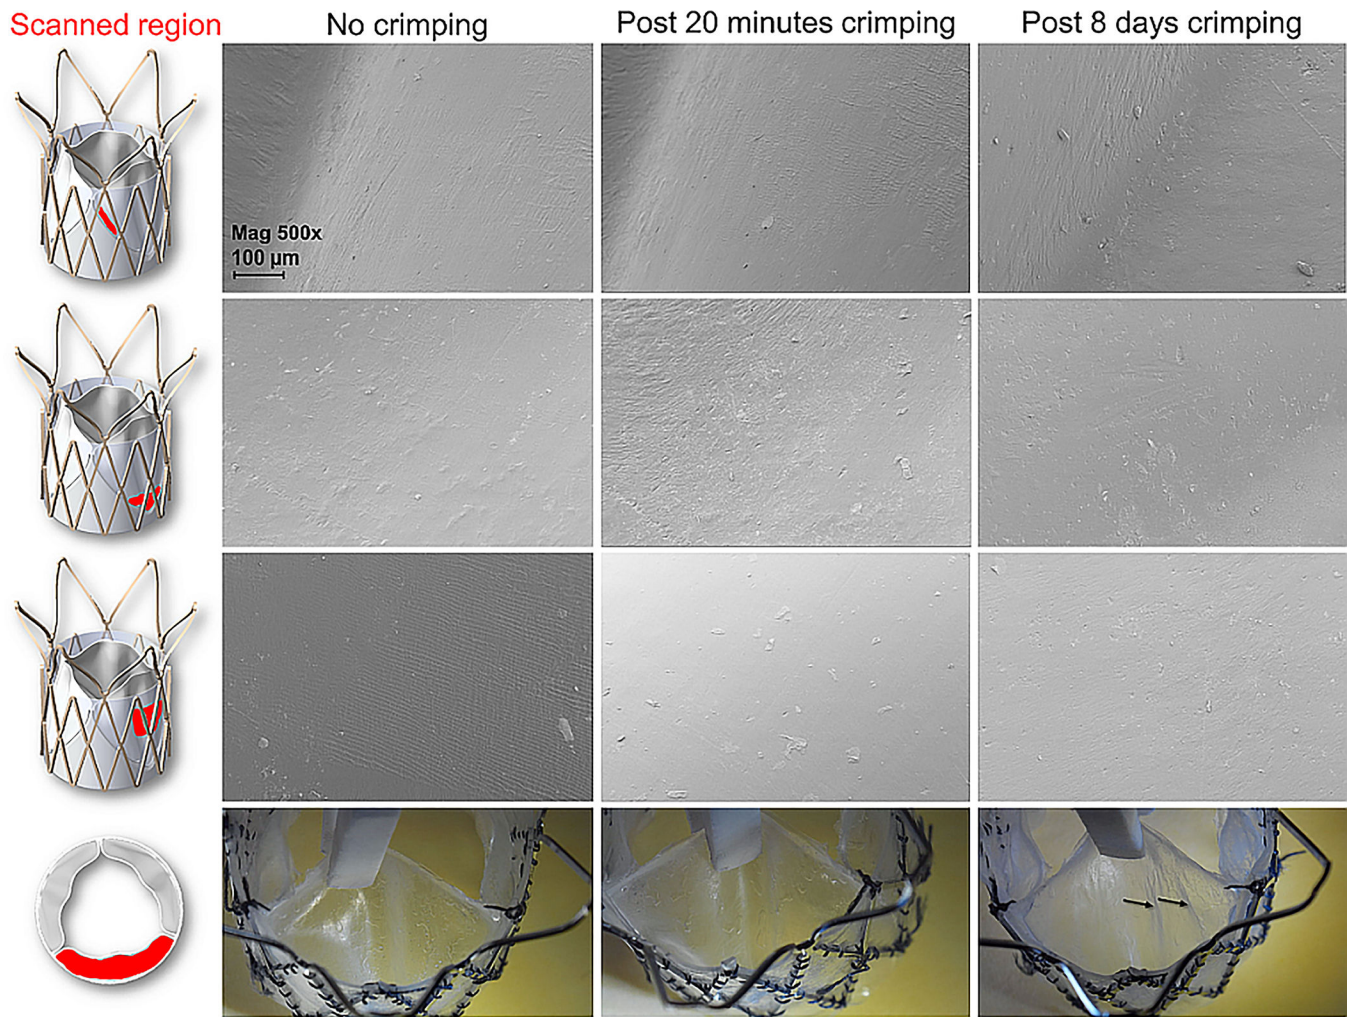 Scanned region
No crimping
Post 20 minutes crimping
Post 8 days crimping
Mag 500x
100 µm